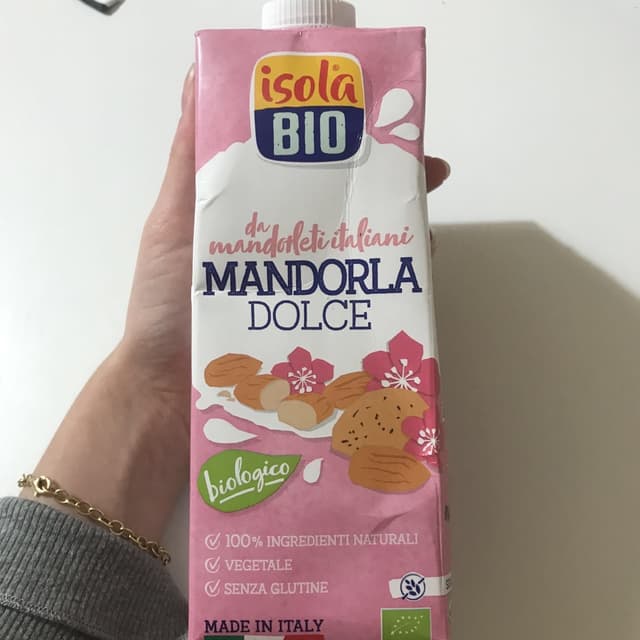 isola
BIO
da
mandorleti italiani
MANDORLA
DOLCE
biologico
100% INGREDIENTI NATURALI
VEGETALE
SENZA GLUTINE
MADE IN ITALY